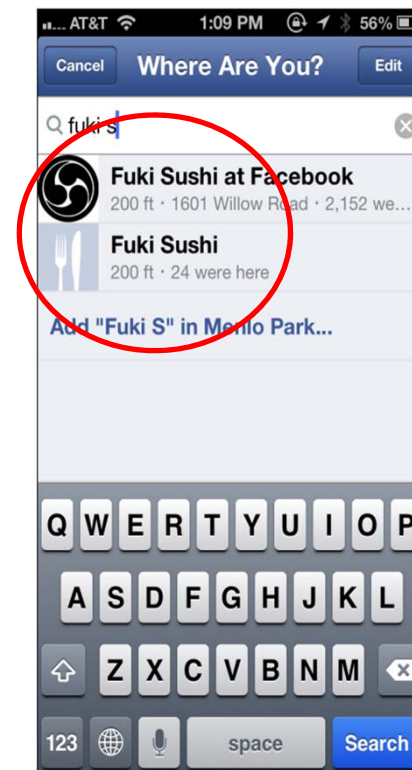 AT&T 1:09 PM 56%
Cancel Where Are You? Edit
fuki s
Fuki Sushi at Facebook
200 ft · 1601 Willow Road · 2,152 we...
Fuki Sushi
200 ft · 24 were here
Add "Fuki S" in Menlo Park...
Q W E R T Y U I O P
A S D F G H J K L
Z X C V B N M
123 space Search